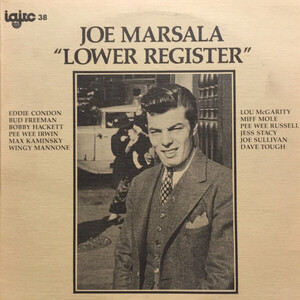 iajrc 38
JOE MARSALA
"LOWER REGISTER"
EDDIE CONDON
BUD FREEMAN
BOBBY HACKETT
PEE WEE IRWIN
MAX KAMINSKY
WINGY MANNONE
LOU McGARITY
MIFF MOLE
PEE WEE RUSSELL
JESS STACY
JOE SULLIVAN
DAVE TOUGH